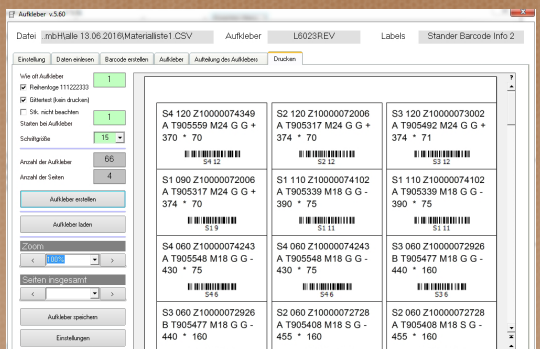 Aufkleber v.5.60
Datei .mbH\alle 13.06.2016\Materialliste1.CSV Aufkleber L6023REV Labels Stander Barcode Info 2
Einstellung Daten einlesen Barcode erstellen Aufkleber Aufteilung des Aufklebers Drucken
Wie oft Aufkleber 1
Reihenfolge 111222333
Gittertest (kein drucken)
Stk. nicht beachten
Starten bei Aufkleber 1
Schriftgröße 15
Anzahl der Aufkleber 66
Anzahl der Seiten 4
Aufkleber erstellen
Aufkleber laden
Zoom
< 100% >
Seiten insgesamt
< >
Aufkleber speichern
Einstellungen
?
S4 120 Z10000074349
A T905559 M24 G G +
370 * 70
S4 12
S2 120 Z10000072006
A T905317 M24 G G +
374 * 70
S2 12
S3 120 Z10000073002
A T905492 M24 G G +
374 * 71
S3 12
S1 090 Z10000072006
A T905317 M24 G G +
374 * 70
S1 9
S1 110 Z10000074102
A T905339 M18 G G -
390 * 75
S1 11
S1 110 Z10000074102
A T905339 M18 G G -
390 * 75
S1 11
S4 060 Z10000074243
A T905548 M18 G G -
430 * 75
S4 6
S4 060 Z10000074243
A T905548 M18 G G -
430 * 75
S4 6
S3 060 Z10000072926
B T905477 M18 G G -
440 * 160
S3 6
S3 060 Z10000072926
B T905477 M18 G G -
440 * 160
S2 060 Z10000072728
A T905408 M18 S G -
455 * 160
S2 060 Z10000072728
A T905408 M18 S G -
455 * 160